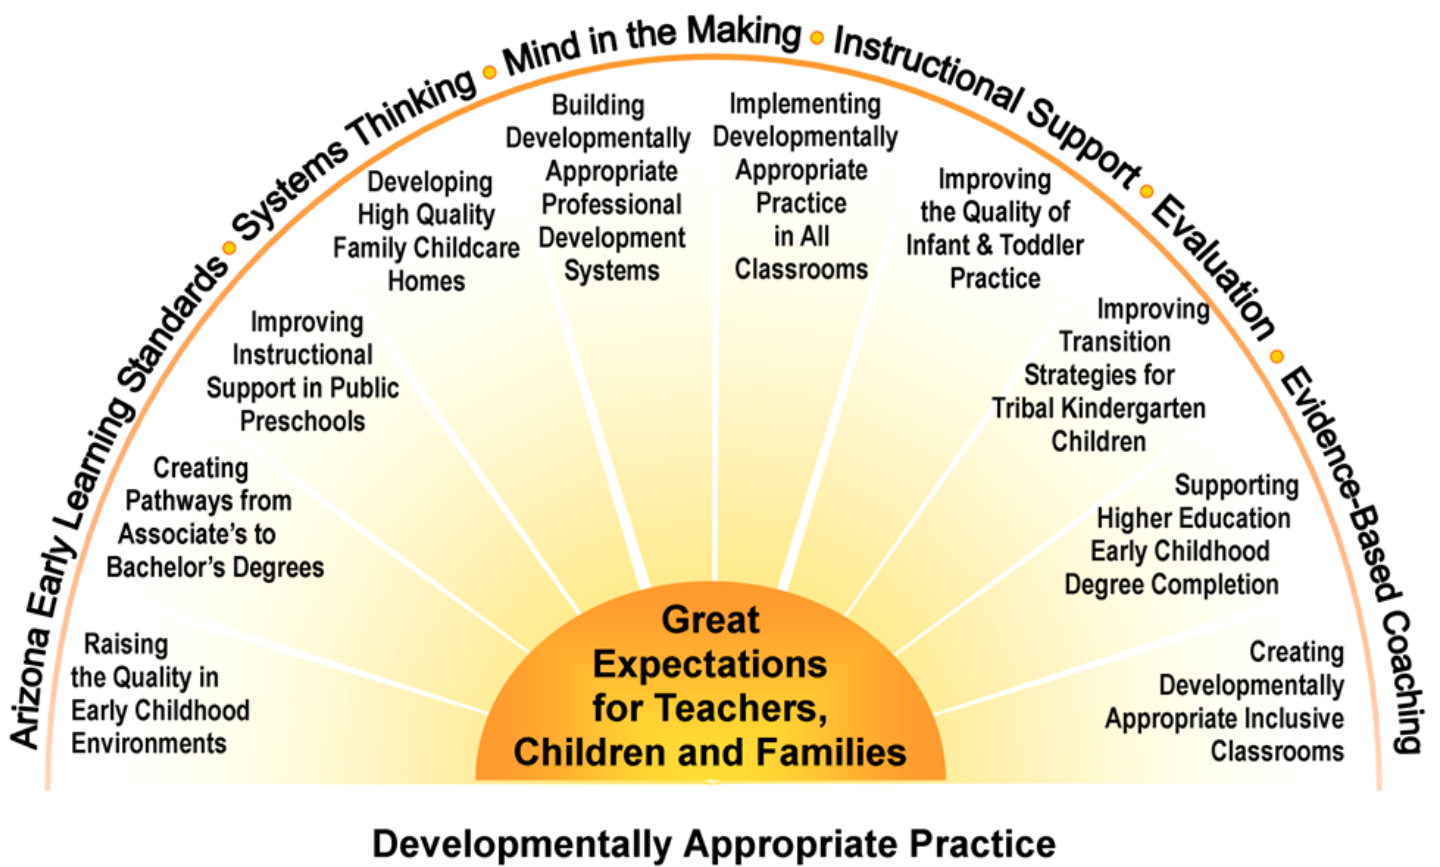 Arizona Early Learning Standards • Systems Thinking • Mind in the Making • Instructional Support • Evaluation • Evidence-Based Coaching
Raising
the Quality in
Early Childhood
Environments
Creating
Pathways from
Associate's to
Bachelor's Degrees
Improving
Instructional
Support in Public
Preschools
Developing
High Quality
Family Childcare
Homes
Building
Developmentally
Appropriate
Professional
Development
Systems
Implementing
Developmentally
Appropriate
Practice
in All
Classrooms
Improving
the Quality of
Infant & Toddler
Practice
Improving
Transition
Strategies for
Tribal Kindergarten
Children
Supporting
Higher Education
Early Childhood
Degree Completion
Creating
Developmentally
Appropriate Inclusive
Classrooms
Great
Expectations
for Teachers,
Children and Families
Developmentally Appropriate Practice